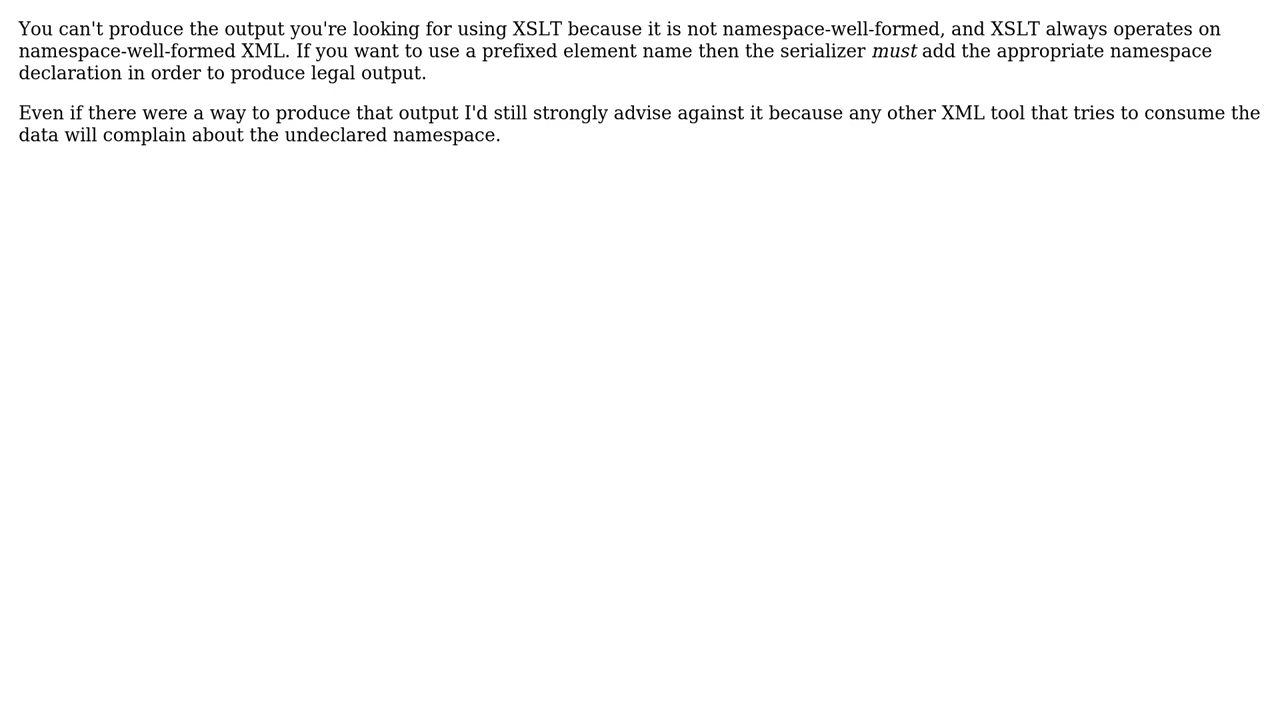 You can't produce the output you're looking for using XSLT because it is not namespace-well-formed, and XSLT always operates on
namespace-well-formed XML. If you want to use a prefixed element name then the serializer must add the appropriate namespace
declaration in order to produce legal output.
Even if there were a way to produce that output I'd still strongly advise against it because any other XML tool that tries to consume the
data will complain about the undeclared namespace.